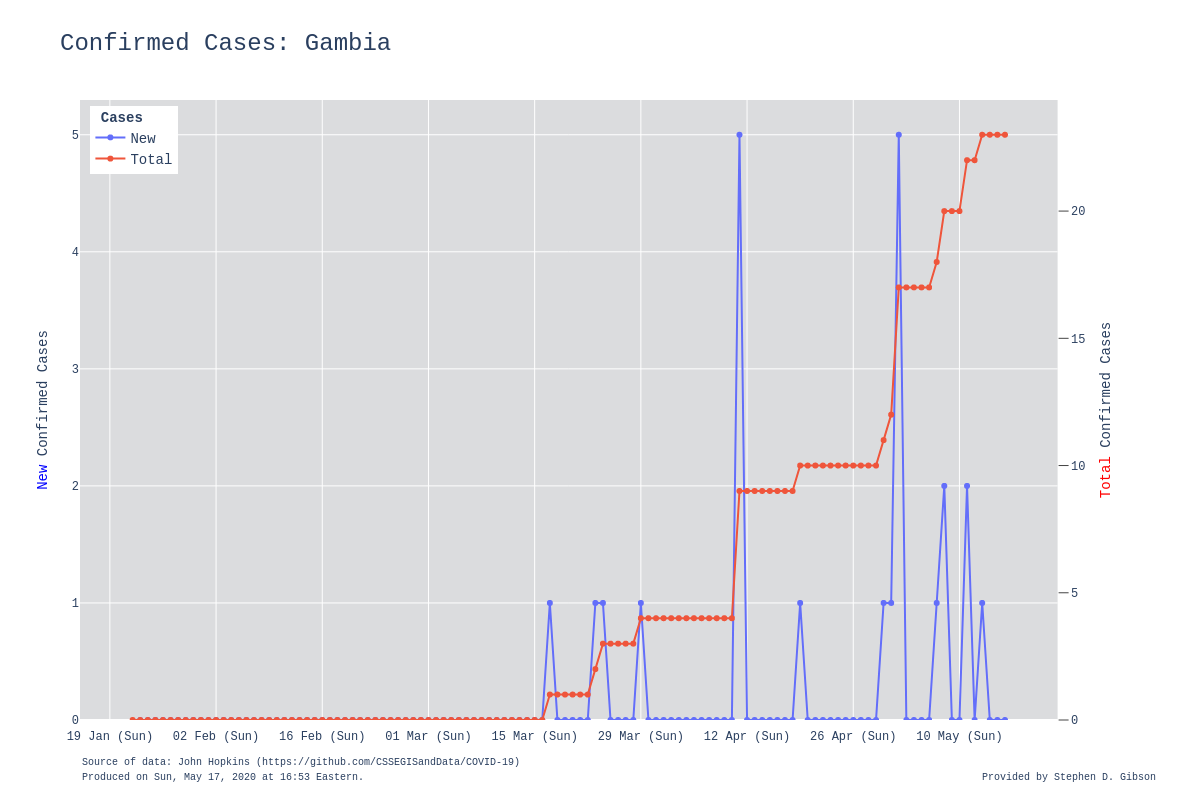 Confirmed Cases: Gambia
Cases
New
Total
5
4
3
2
1
0
New Confirmed Cases
20
15
10
5
0
Total Confirmed Cases
19 Jan (Sun) 02 Feb (Sun) 16 Feb (Sun) 01 Mar (Sun) 15 Mar (Sun) 29 Mar (Sun) 12 Apr (Sun) 26 Apr (Sun) 10 May (Sun)
Source of data: John Hopkins (https://github.com/CSSEGISandData/COVID-19)
Produced on Sun, May 17, 2020 at 16:53 Eastern.
Provided by Stephen D. Gibson